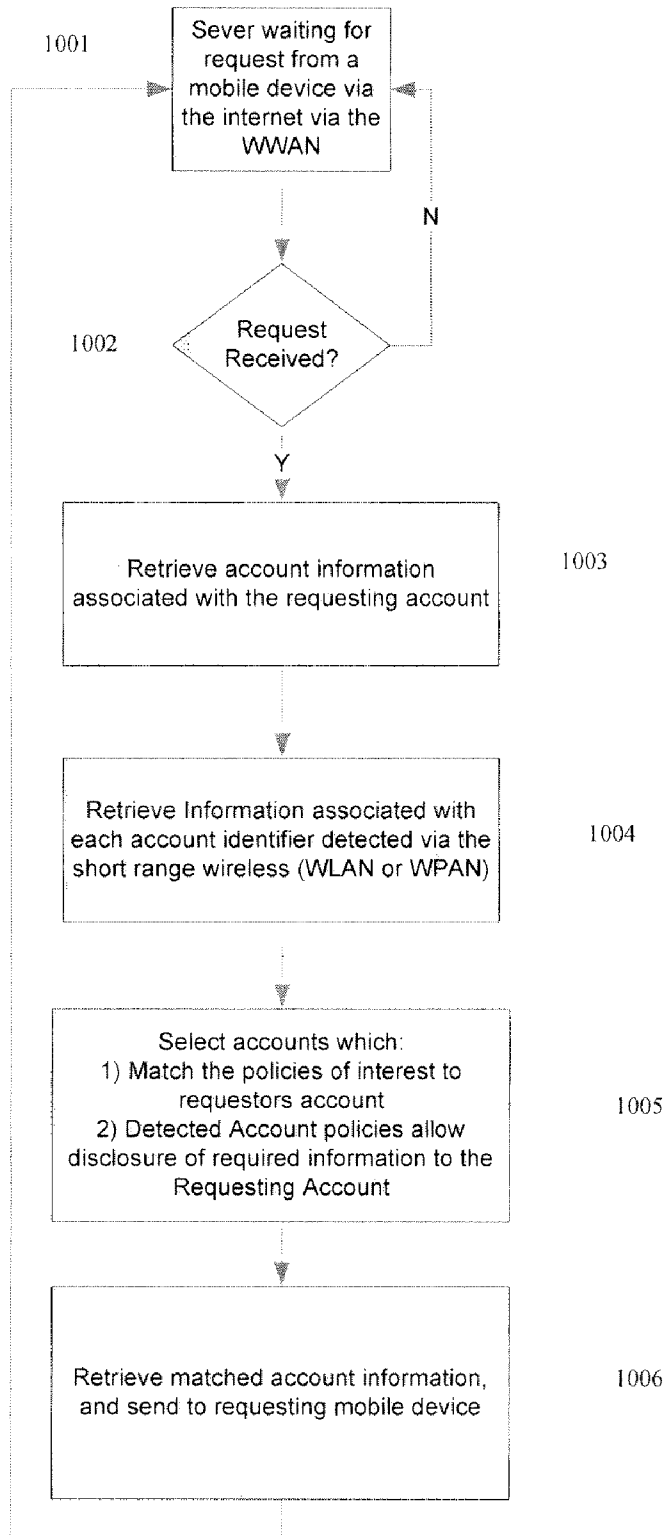 1001
Sever waiting for
request from a
mobile device via
the internet via the
WWAN
N
1002
Request
Received?
Y
Retrieve account information
associated with the requesting account
1003
Retrieve Information associated with
each account identifier detected via the
short range wireless (WLAN or WPAN)
1004
Select accounts which:
1) Match the policies of interest to
requestors account
2) Detected Account policies allow
disclosure of required information to the
Requesting Account
1005
Retrieve matched account information,
and send to requesting mobile device
1006